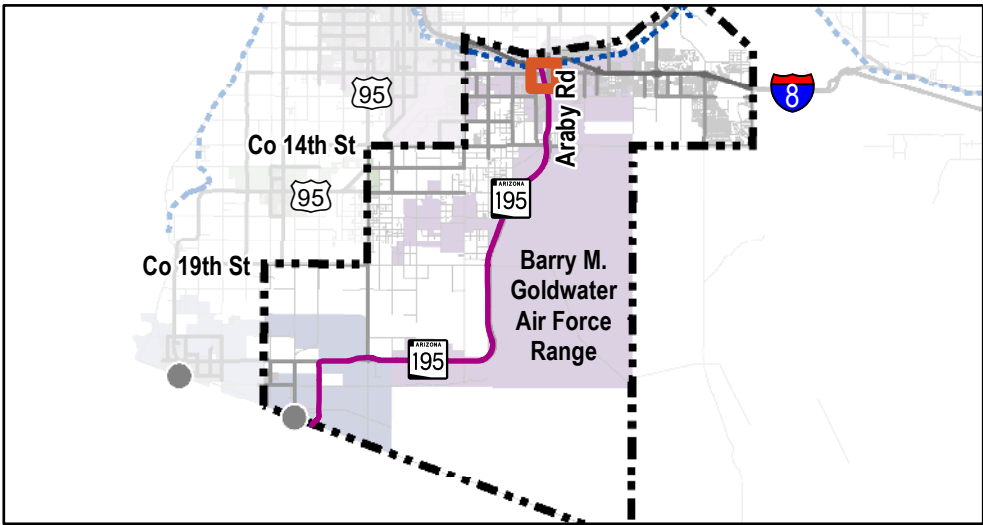 95
8
Araby Rd
Co 14th St
ARIZONA
195
95
Co 19th St
Barry M.
Goldwater
Air Force
Range
ARIZONA
195